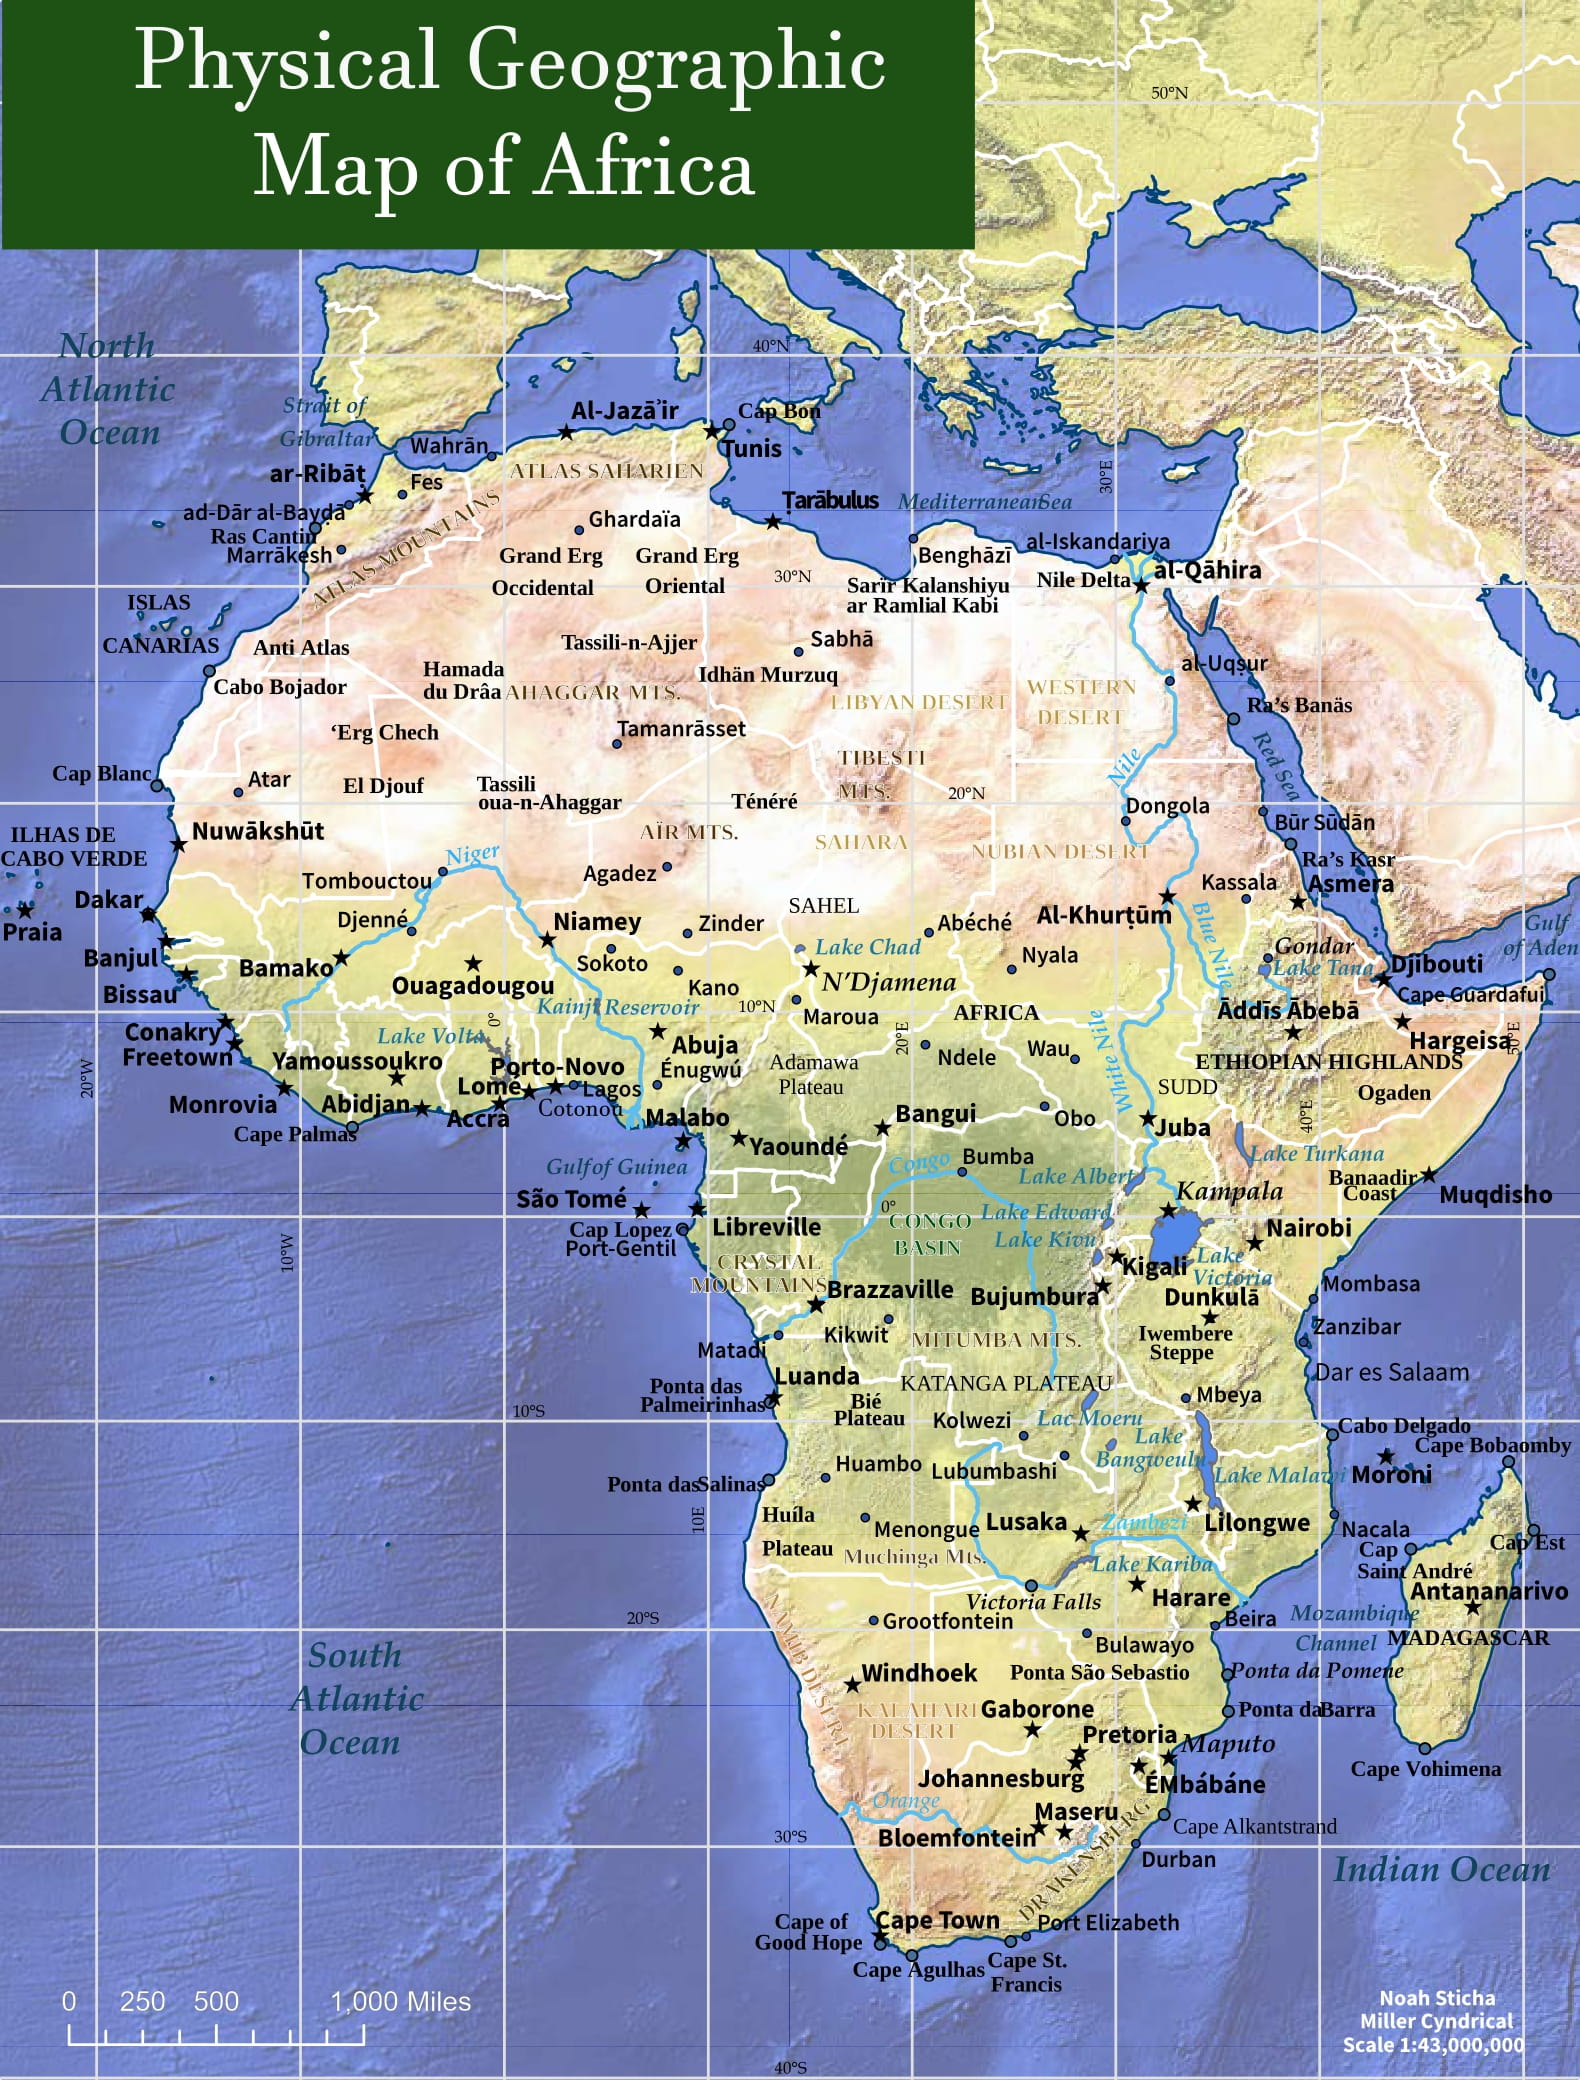 Physical Geographic
Map of Africa
50°N
North
Atlantic
Ocean
40°N
Strait of
Gibraltar
Al-Jazāʾir
Cap Bon
Wahrān
Tunis
ATLAS SAHARIEN
30°E
ar-Ribāt
Fes
ad-Dār al-Bayḍā
Ras Cantin
Marrākesh
ATLAS MOUNTAINS
Ghardaïa
Ṭarābulus
Mediterranean Sea
Grand Erg
Occidental
Grand Erg
Oriental
30°N
Benghāzī
al-Iskandariya
Sarīr Kalanshiyu
ar Ramlial Kabi
Nile Delta
al-Qāhira
ISLAS
CANARIAS
Anti Atlas
Tassili-n-Ajjer
Sabhā
Cabo Bojador
Hamada
du Drâa
AHAGGAR MTS.
Idhän Murzuq
LIBYAN DESERT
WESTERN
DESERT
al-Uqṣur
Ra's Banäs
‘Erg Chech
Tamanrāsset
TIBESTI
MTS.
Nile
Red Sea
Cap Blanc
Atar
El Djouf
Tassili
oua-n-Ahaggar
Ténéré
20°N
Dongola
Būr Sūdān
ILHAS DE
CABO VERDE
Nuwākshūt
AÏR MTS.
SAHARA
NUBIAN DESERT
Ra's Kasr
Niger
Tombouctou
Agadez
Kassala
Asmera
Dakar
Praia
Djenné
Niamey
Zinder
SAHEL
Abéché
Al-Khurṭūm
Blue Nile
Gulf
of Aden
Banjul
Bamako
Sokoto
Lake Chad
Nyala
Gondar
Lake Tana
Djibouti
Bissau
Ouagadougou
Kano
N'Djamena
Cape Guardafui
Kainji Reservoir
10°N
Maroua
AFRICA
Āddīs Ābebā
Conakry
Freetown
0°
Lake Volta
Abuja
20°E
Ndele
Wau
White Nile
Hargeisa
50°E
20°W
Yamoussoukro
Porto-Novo
Énugwú
Adamawa
Plateau
ETHIOPIAN HIGHLANDS
SUDD
Ogaden
Monrovia
Abidjan
Lomé
Lagos
Cotonou
Accra
Malabo
Bangui
Obo
Juba
40°E
Cape Palmas
Yaoundé
Lake Turkana
Gulf of Guinea
Congo
Bumba
Lake Albert
Banaadir
Coast
Muqdisho
São Tomé
Kampala
Cap Lopez
Port-Gentil
Libreville
0°
CONGO
BASIN
Lake Edward
Lake Kivu
Nairobi
10°W
CRYSTAL
MOUNTAINS
Kigali
Lake
Victoria
Brazzaville
Bujumbura
Dunkulā
Mombasa
Matadi
Kikwit
MITUMBA MTS.
Iwembere
Steppe
Zanzibar
Luanda
KATANGA PLATEAU
Dar es Salaam
Ponta das
Palmeirinhas
Bié
Plateau
Mbeya
10°S
Kolwezi
Lac Moeru
Cabo Delgado
Cape Bobaomby
Lake
Bangweulu
Huambo
Lubumbashi
Lake Malawi
Moroni
Ponta das Salinas
10E
Huíla
Plateau
Menongue
Lusaka
Zambezi
Lilongwe
Nacala
Cap Est
Muchinga Mts.
Lake Kariba
Cap
Saint André
Victoria Falls
Harare
Antananarivo
20°S
NAMIB DESERT
Grootfontein
Beira
Mozambique
Channel
MADAGASCAR
Bulawayo
South
Atlantic
Ocean
Windhoek
Ponta São Sebastio
Ponta da Pomene
KALAHARI
DESERT
Gaborone
Ponta da Barra
Pretoria
Maputo
Johannesburg
ÉMbábáne
Cape Vohimena
Orange
Maseru
Cape Alkantstrand
30°S
Bloemfontein
DRAKENSBERG
Durban
Indian Ocean
Cape of
Good Hope
Cape Town
Port Elizabeth
Cape Agulhas
Cape St.
Francis
0 250 500 1,000 Miles
Noah Sticha
Miller Cyndrical
Scale 1:43,000,000
40°S